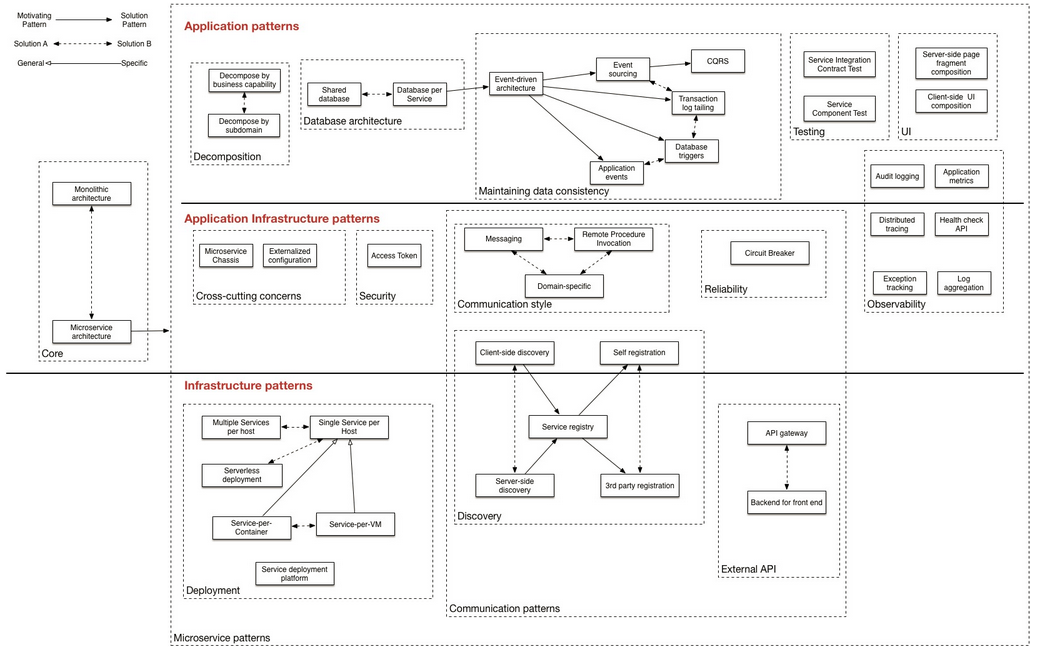 Motivating
Pattern
Solution
Pattern
Solution A
Solution B
General
Specific
Application patterns
Decompose by
business capability
Decompose by
subdomain
Decomposition
Shared
database
Database per
Service
Database architecture
Event-driven
architecture
Event
sourcing
CQRS
Transaction
log tailing
Database
triggers
Application
events
Maintaining data consistency
Service Integration
Contract Test
Service
Component Test
Testing
Server-side page
fragment
composition
Client-side UI
composition
UI
Audit logging
Application
metrics
Distributed
tracing
Health check
API
Exception
tracking
Log
aggregation
Observability
Monolithic
architecture
Microservice
architecture
Core
Application Infrastructure patterns
Microservice
Chassis
Externalized
configuration
Cross-cutting concerns
Access Token
Security
Messaging
Remote Procedure
Invocation
Domain-specific
Communication style
Circuit Breaker
Reliability
Client-side discovery
Self registration
Service registry
Server-side
discovery
3rd party registration
Discovery
Infrastructure patterns
Multiple Services
per host
Single Service per
Host
Serverless
deployment
Service-per-
Container
Service-per-VM
Service deployment
platform
Deployment
API gateway
Backend for front end
External API
Communication patterns
Microservice patterns